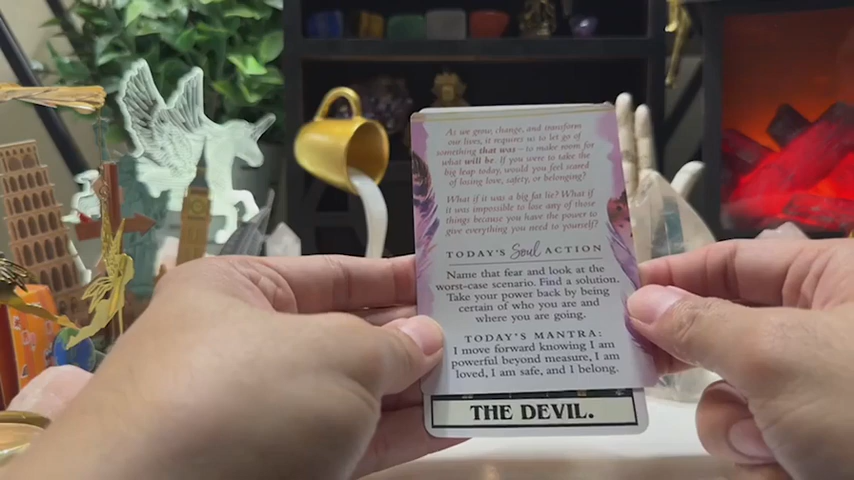 As we grow, change, and transform
our lives, it requires us to let go of
something that was – to make room for
what will be. If you were to take the
big leap today, would you feel scared
of losing love, safety, or belonging?
What if it was a big fat lie? What if
it was impossible to lose any of these
things because you have the power to
give everything you need to yourself?
TODAY'S Soul ACTION
Name that fear and look at the
worst-case scenario. Find a solution.
Take your power back by being
certain of who you are and
where you are going.
TODAY'S MANTRA:
I move forward knowing I am
powerful beyond measure, I am
loved, I am safe, and I belong.
THE DEVIL.